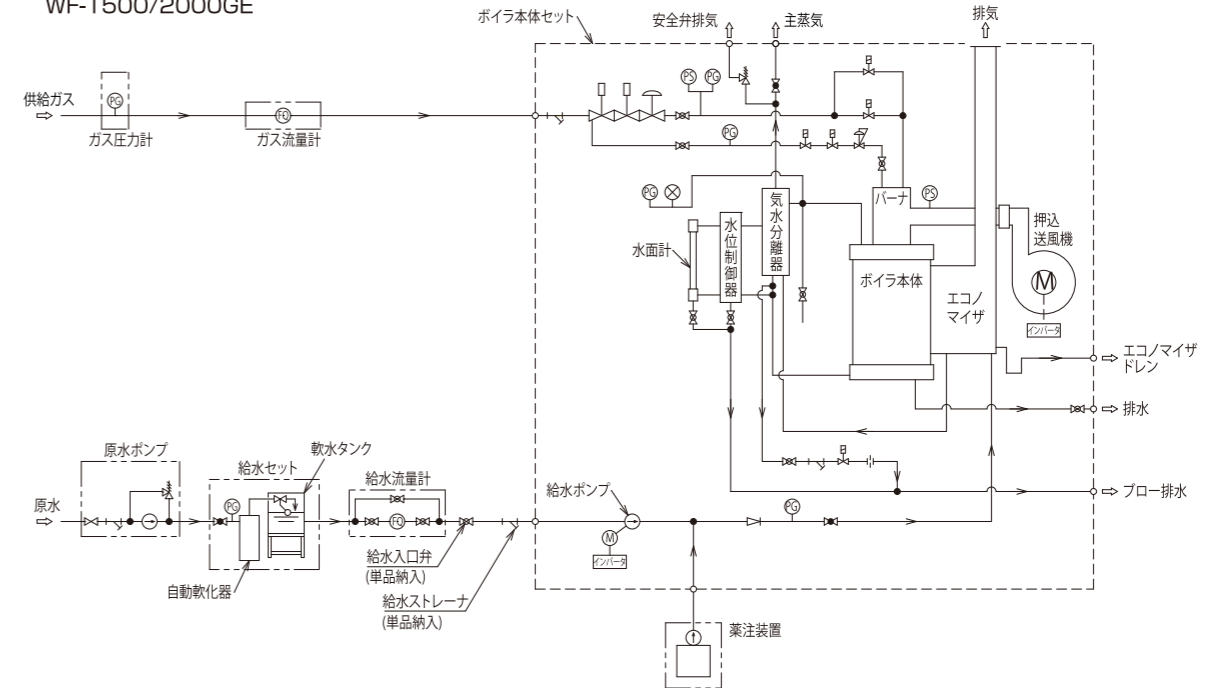 WF-1500/2000GE
ボイラ本体セット
安全弁排気
主蒸気
排気
供給ガス
PG
ガス圧力計
FQ
ガス流量計
PS
PG
PG
PG
気水分離器
バーナ
PS
水位制御器
水面計
押込
送風機
M
インバータ
ボイラ本体
エコノ
マイザ
エコノマイザ
ドレン
排水
原水ポンプ
軟水タンク
給水セット
給水流量計
給水ポンプ
ブロー排水
原水
PG
FQ
PG
M
インバータ
給水入口弁
(単品納入)
自動軟化器
給水ストレーナ
(単品納入)
薬注装置